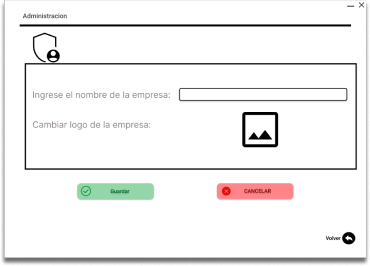 Administracion
Ingrese el nombre de la empresa:
Cambiar logo de la empresa:
Guardar
CANCELAR
Volver